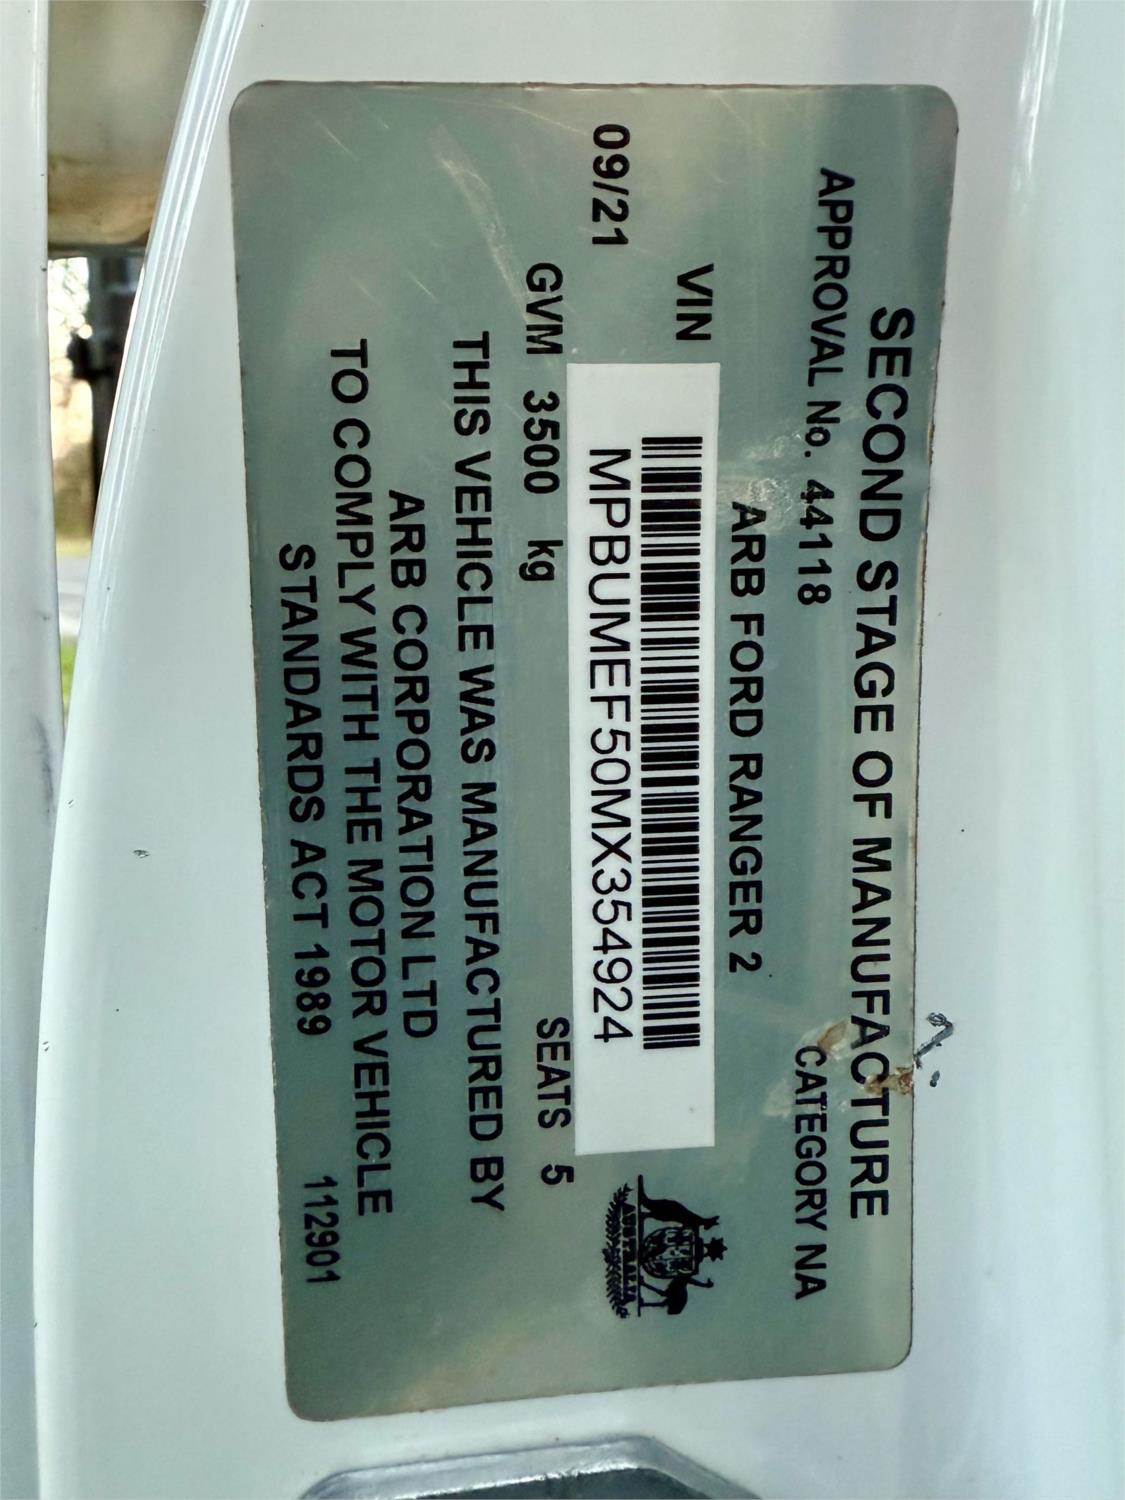 SECOND STAGE OF MANUFACTURE
APPROVAL No. 44118 CATEGORY NA
ARB FORD RANGER 2
VIN
MPBUMEF50MX354924
09/21
AUSTRALIA
GVM 3500 kg SEATS 5
THIS VEHICLE WAS MANUFACTURED BY
ARB CORPORATION LTD
TO COMPLY WITH THE MOTOR VEHICLE
STANDARDS ACT 1989
112901